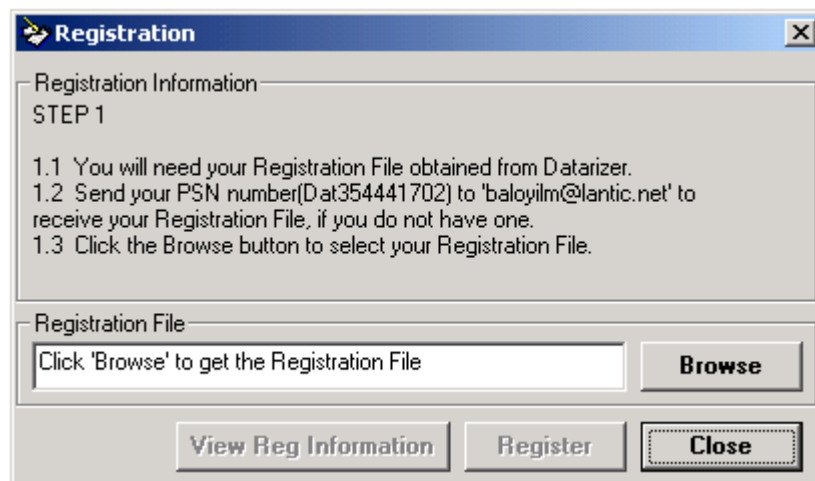 Registration
Registration Information
STEP 1
1.1 You will need your Registration File obtained from Datarizer.
1.2 Send your PSN number(Dat354441702) to 'baloyilm@lantic.net' to
receive your Registration File, if you do not have one.
1.3 Click the Browse button to select your Registration File.
Registration File
Click 'Browse' to get the Registration File
Browse
View Reg Information
Register
Close